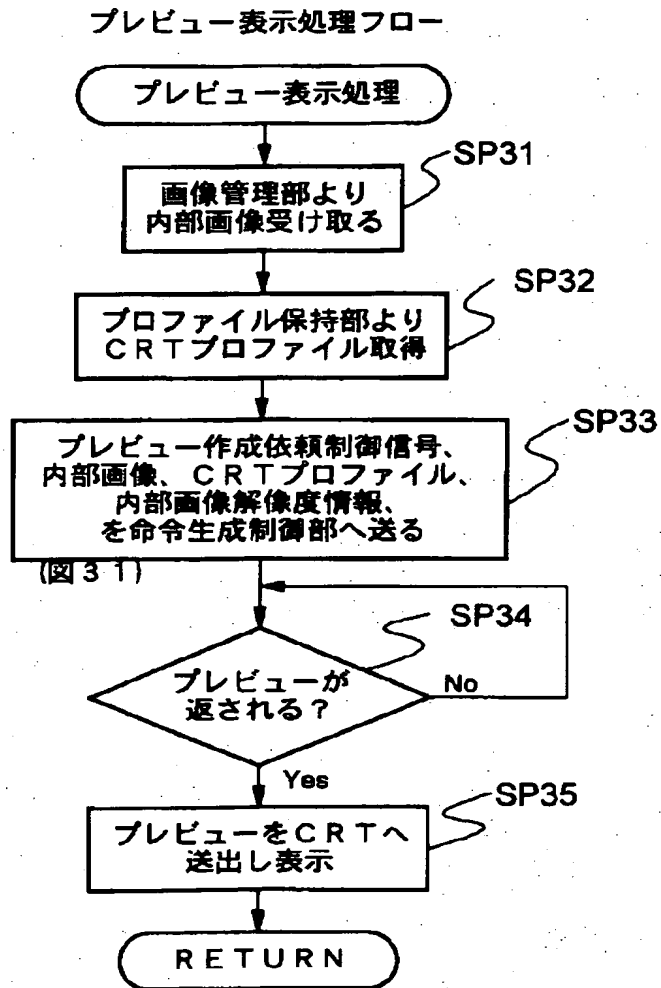 プレビュー表示処理フロー
プレビュー表示処理
SP31
画像管理部より
内部画像受け取る
SP32
プロファイル保持部より
CRTプロファイル取得
SP33
プレビュー作成依頼制御信号、
内部画像、CRTプロファイル、
内部画像解像度情報、
を命令生成制御部へ送る
(図31)
SP34
プレビューが
返される?
No
Yes
SP35
プレビューをCRTへ
送出し表示
RETURN